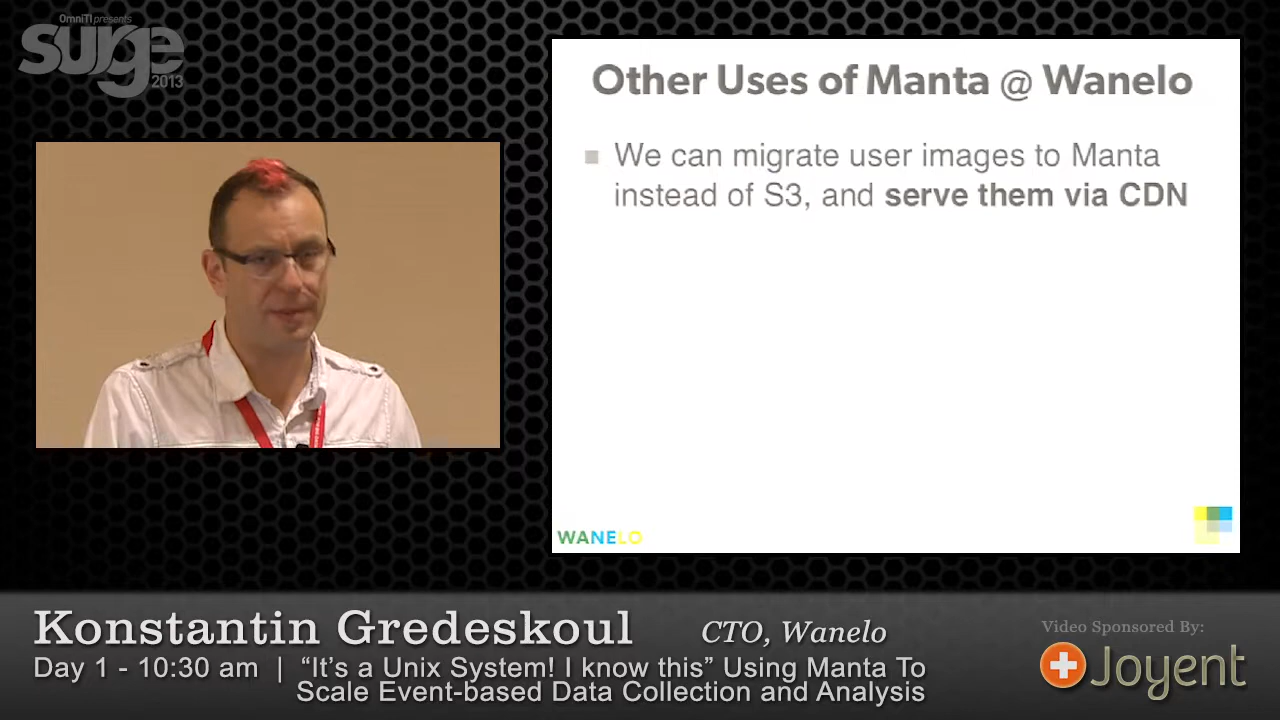 OmniTI presents
surge
2013
Other Uses of Manta @ Wanelo
We can migrate user images to Manta
instead of S3, and serve them via CDN
WANELO
Konstantin Gredeskoul
CTO, Wanelo
Day 1 - 10:30 am | “It’s a Unix System! I know this” Using Manta To
Scale Event-based Data Collection and Analysis
Video Sponsored By:
Joyent